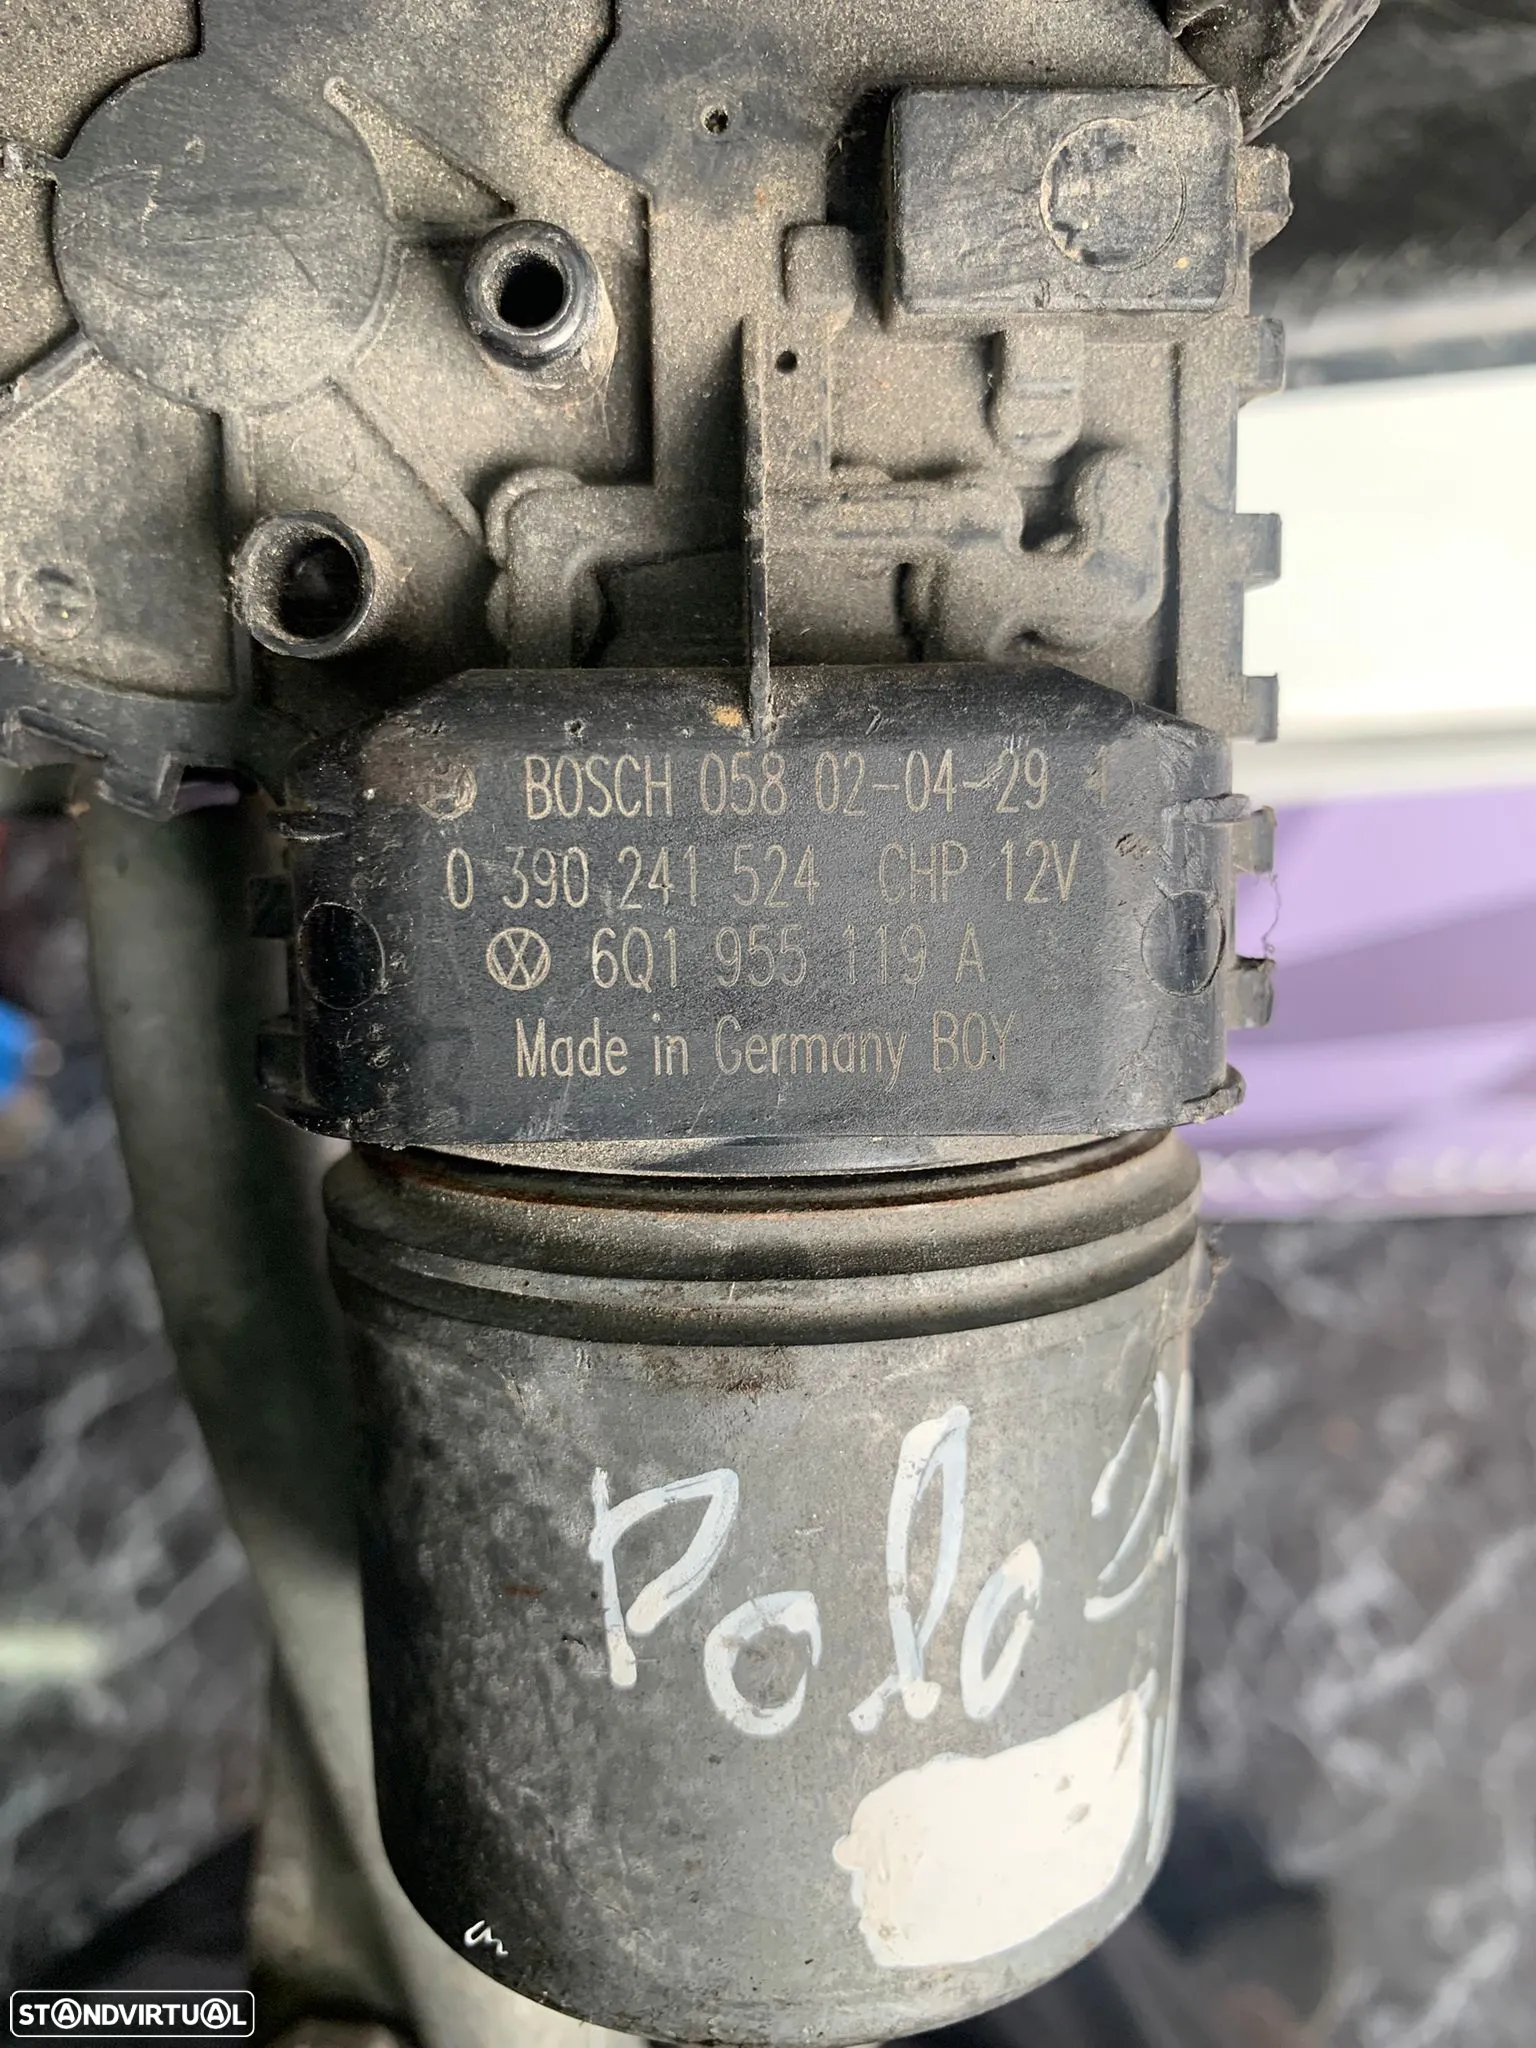 BOSCH 058 02-04-29 1
0 390 241 524 CHP 12V
6Q1 955 119 A
Made in Germany BOY
Polo
STANDVIRTUAL